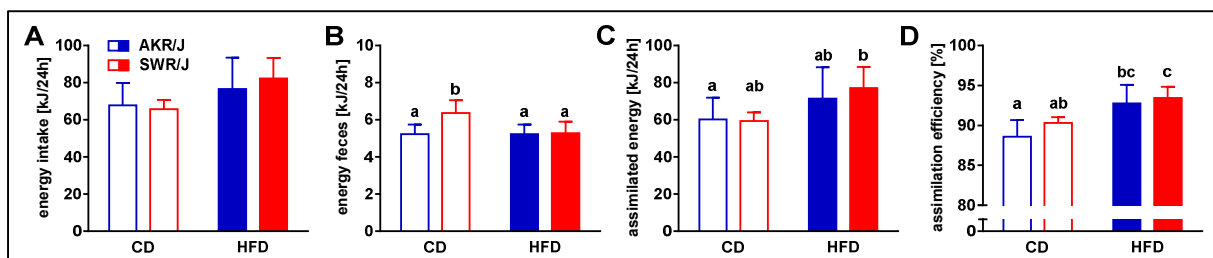 A
energy intake [kJ/24h]
100
80
60
40
20
0
AKR/J
SWR/J
CD
HFD
B
energy feces [kJ/24h]
10
8
6
4
2
0
a
b
a
a
CD
HFD
C
assimilated energy [kJ/24h]
100
80
60
40
20
0
a
ab
ab
b
CD
HFD
D
assimilation efficiency [%]
100
95
90
85
80
0
a
ab
bc
c
CD
HFD